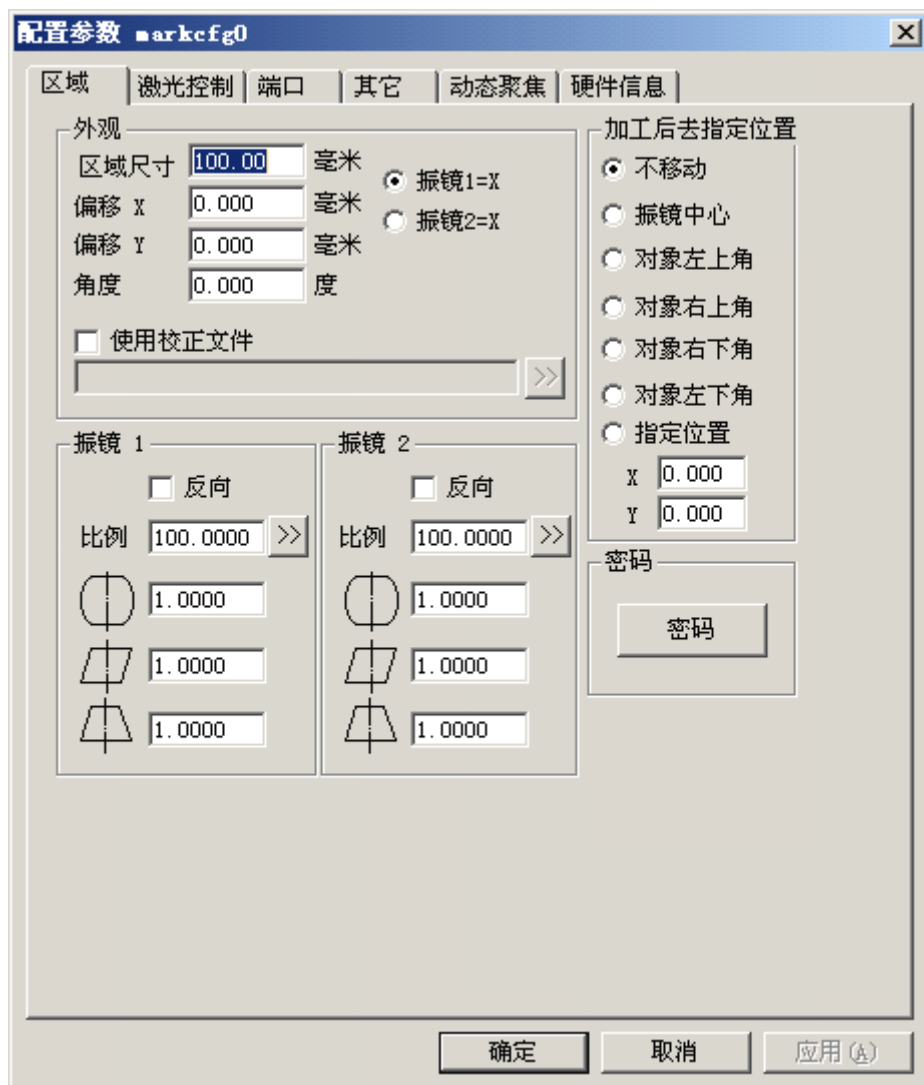 配置参数 markcfg0
区域 激光控制 端口 其它 动态聚焦 硬件信息
外观
区域尺寸 100.00 毫米
偏移 X 0.000 毫米
偏移 Y 0.000 毫米
角度 0.000 度
振镜1=X
振镜2=X
使用校正文件
>>
加工后去指定位置
不移动
振镜中心
对象左上角
对象右上角
对象右下角
对象左下角
指定位置
X 0.000
Y 0.000
振镜 1
反向
比例 100.0000 >>
1.0000
1.0000
1.0000
振镜 2
反向
比例 100.0000 >>
1.0000
1.0000
1.0000
密码
密码
确定 取消 应用(A)